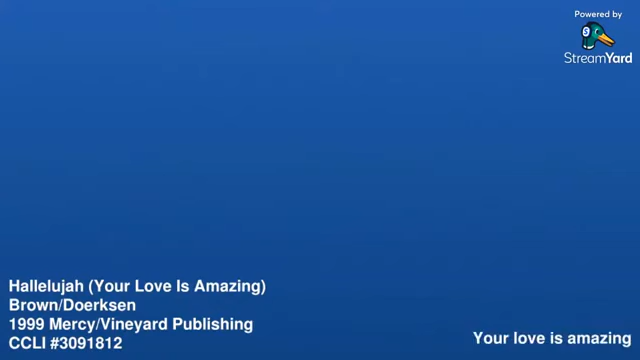 Powered by
StreamYard
Hallelujah (Your Love Is Amazing)
Brown/Doerksen
1999 Mercy/Vineyard Publishing
CCLI #3091812
Your love is amazing